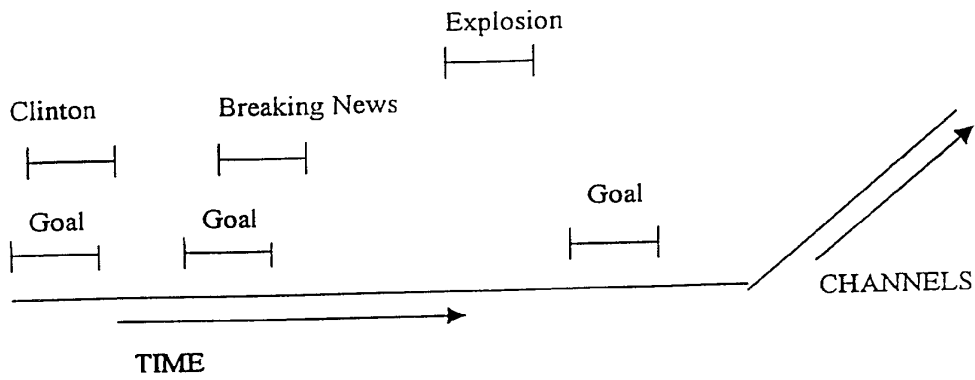 Explosion
Clinton
Breaking News
Goal
Goal
Goal
CHANNELS
TIME